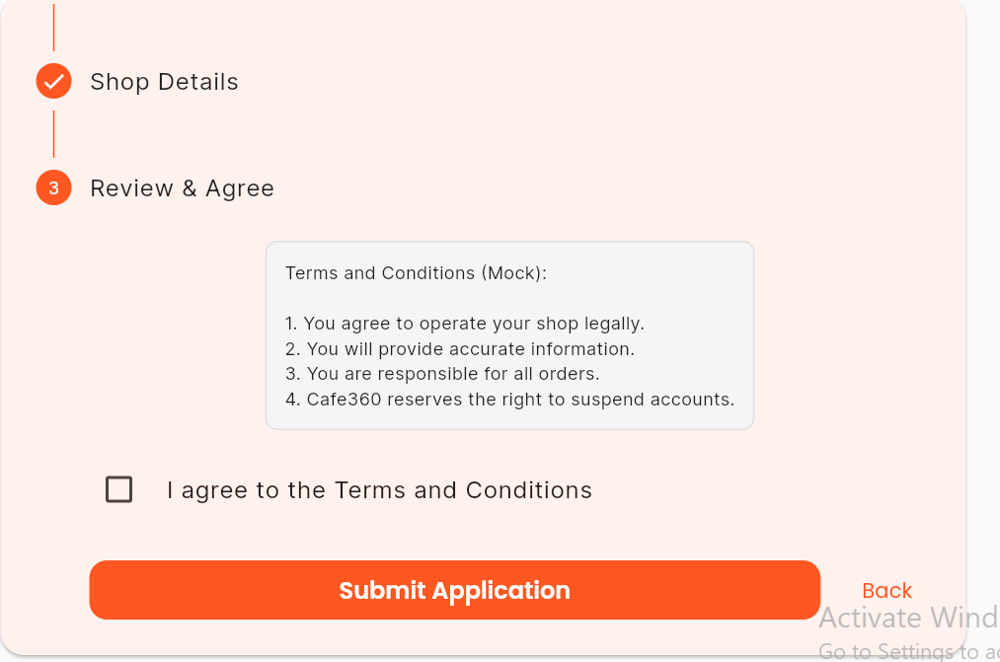 Shop Details
3
Review & Agree
Terms and Conditions (Mock):
1. You agree to operate your shop legally.
2. You will provide accurate information.
3. You are responsible for all orders.
4. Cafe360 reserves the right to suspend accounts.
I agree to the Terms and Conditions
Submit Application
Back
Activate Wind
Go to Settings to ac